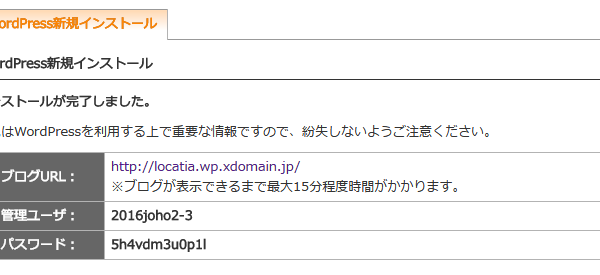 ordPress新規インストール
rdPress新規インストール
ストールが完了しました。
はWordPressを利用する上で重要な情報ですので、紛失しないようご注意ください。
ブログURL： http://locatia.wp.xdomain.jp/
※ブログが表示できるまで最大15分程度時間がかかります。
管理ユーザ： 2016joho2-3
パスワード： 5h4vdm3u0p1l